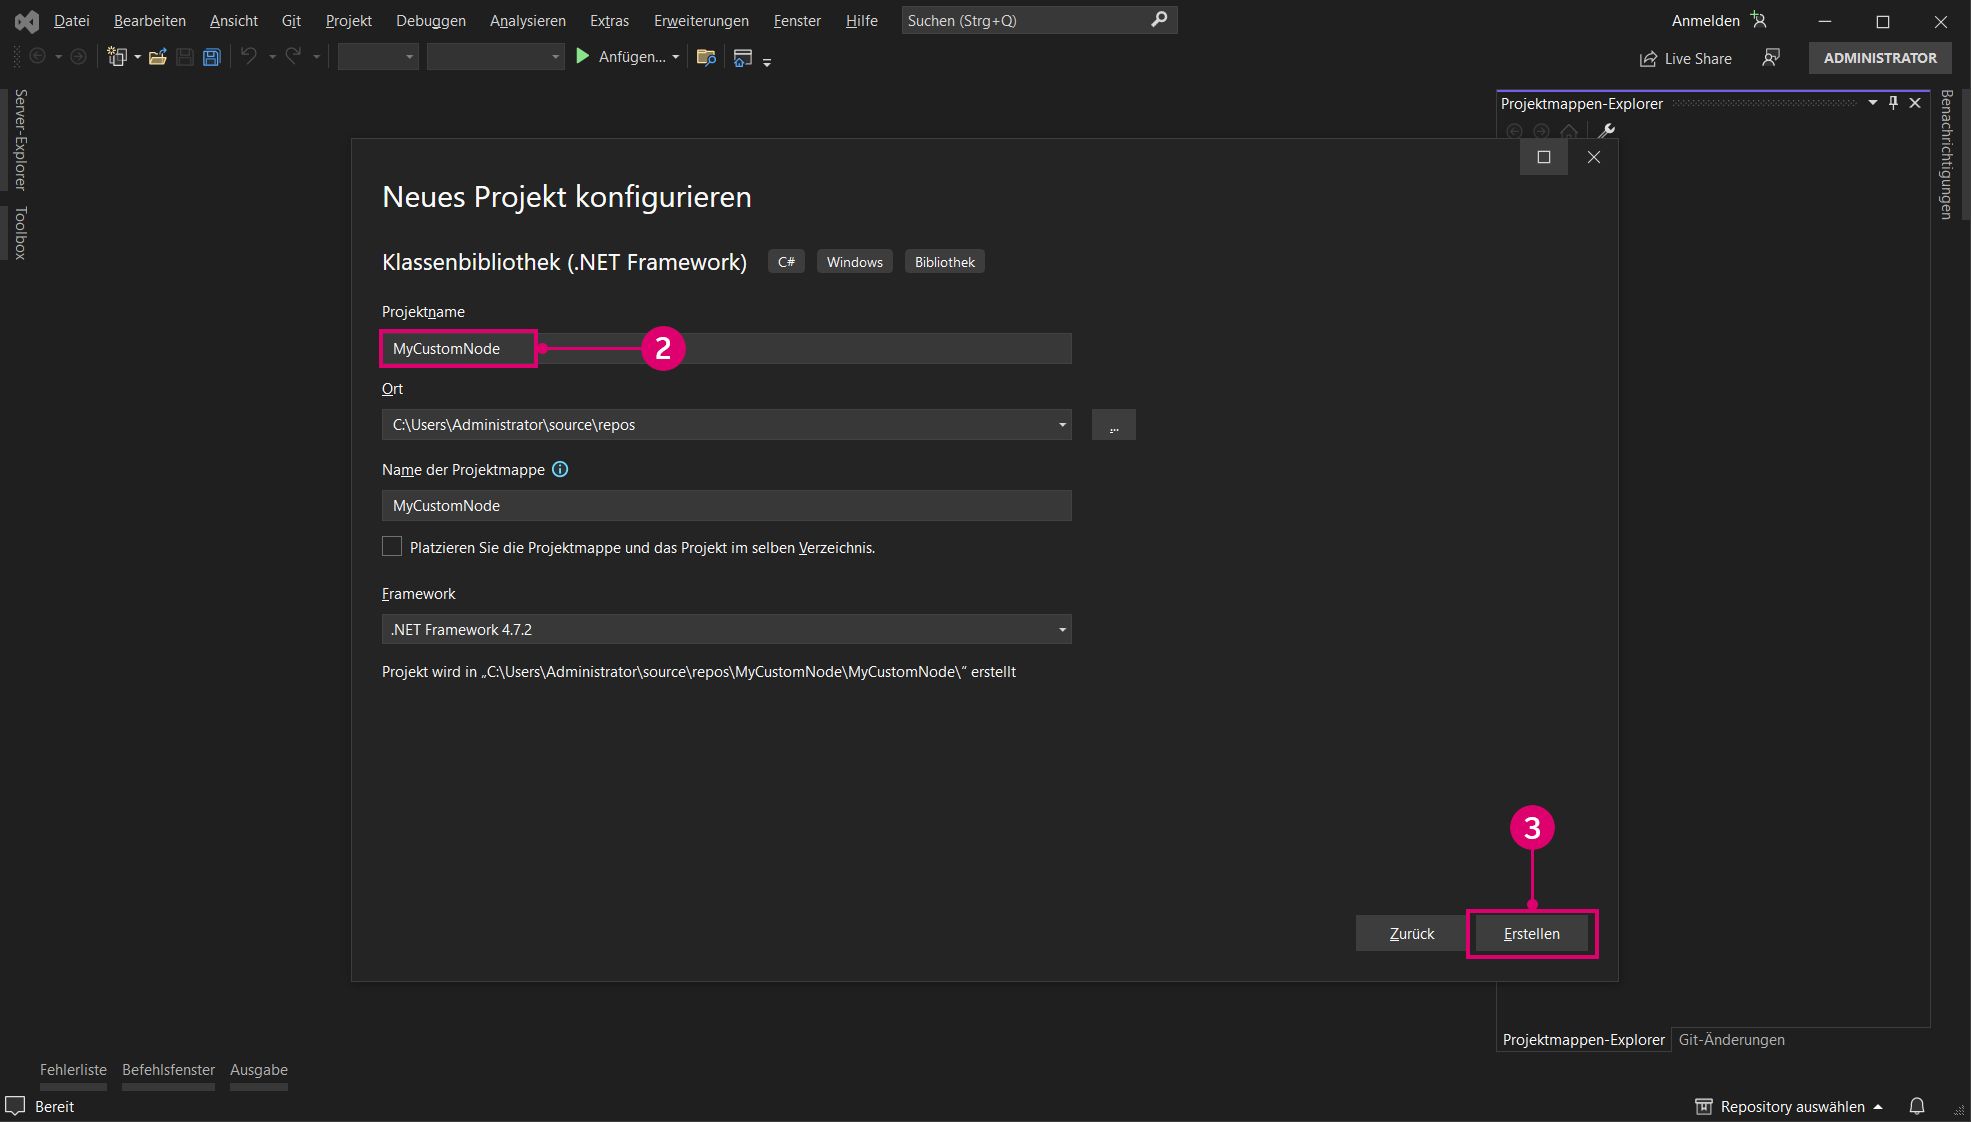 Datei Bearbeiten Ansicht Git Projekt Debuggen Analysieren Extras Erweiterungen Fenster Hilfe Suchen (Strg+Q) Anmelden
Anfügen... Live Share ADMINISTRATOR
Server-Explorer
Toolbox
Projektmappen-Explorer
Benachrichtigungen
Neues Projekt konfigurieren
Klassenbibliothek (.NET Framework) C# Windows Bibliothek
Projektname
MyCustomNode 2
Ort
C:\Users\Administrator\source\repos ...
Name der Projektmappe
MyCustomNode
Platzieren Sie die Projektmappe und das Projekt im selben Verzeichnis.
Framework
.NET Framework 4.7.2
Projekt wird in „C:\Users\Administrator\source\repos\MyCustomNode\MyCustomNode\“ erstellt
3
Zurück Erstellen
Projektmappen-Explorer Git-Änderungen
Fehlerliste Befehlsfenster Ausgabe
Bereit Repository auswählen